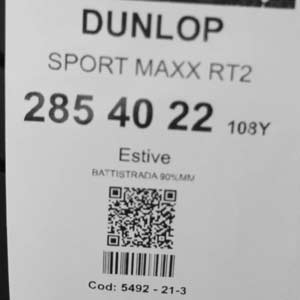 DUNLOP
SPORT MAXX RT2
285 40 22 108Y
Estive
BATTISTRADA 90%MM
Cod: 5492 - 21-3